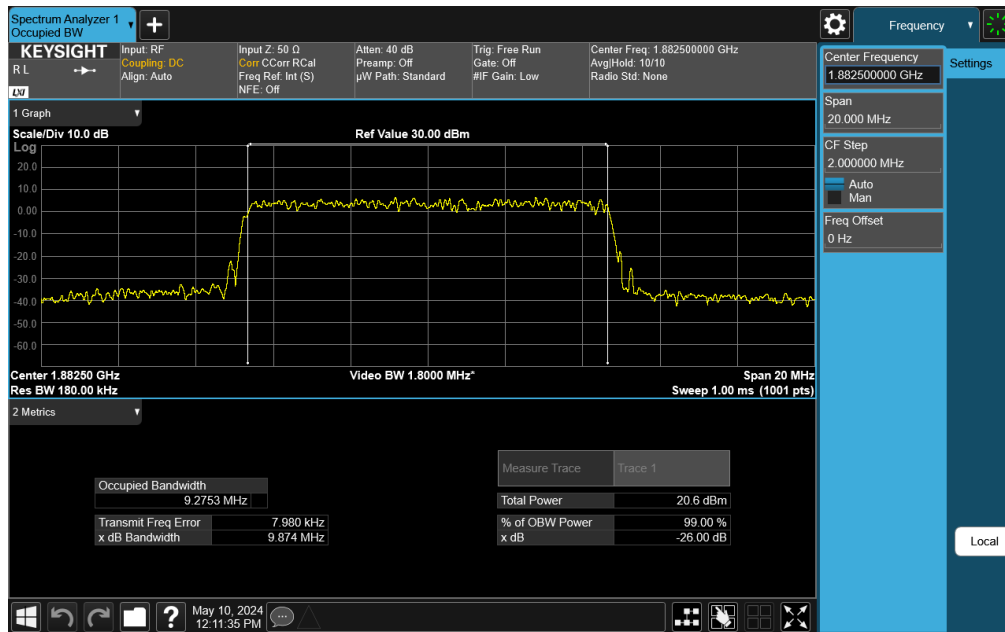 Spectrum Analyzer 1
Occupied BW
Frequency
KEYSIGHT
R L
LXI
Input: RF
Coupling: DC
Align: Auto
Input Z: 50 Ω
Corr CCorr RCal
Freq Ref: Int (S)
NFE: Off
Atten: 40 dB
Preamp: Off
µW Path: Standard
Trig: Free Run
Gate: Off
#IF Gain: Low
Center Freq: 1.882500000 GHz
Avg|Hold: 10/10
Radio Std: None
Center Frequency
1.882500000 GHz
Settings
Span
20.000 MHz
CF Step
2.000000 MHz
Auto
Man
Freq Offset
0 Hz
1 Graph
Scale/Div 10.0 dB
Ref Value 30.00 dBm
Log
20.0
10.0
0.00
-10.0
-20.0
-30.0
-40.0
-50.0
-60.0
Center 1.88250 GHz
Video BW 1.8000 MHz*
Span 20 MHz
Res BW 180.00 kHz
Sweep 1.00 ms (1001 pts)
2 Metrics
Measure Trace
Trace 1
Occupied Bandwidth
9.2753 MHz
Total Power
20.6 dBm
Transmit Freq Error
7.980 kHz
% of OBW Power
99.00 %
x dB Bandwidth
9.874 MHz
x dB
-26.00 dB
Local
?
May 10, 2024
12:11:35 PM